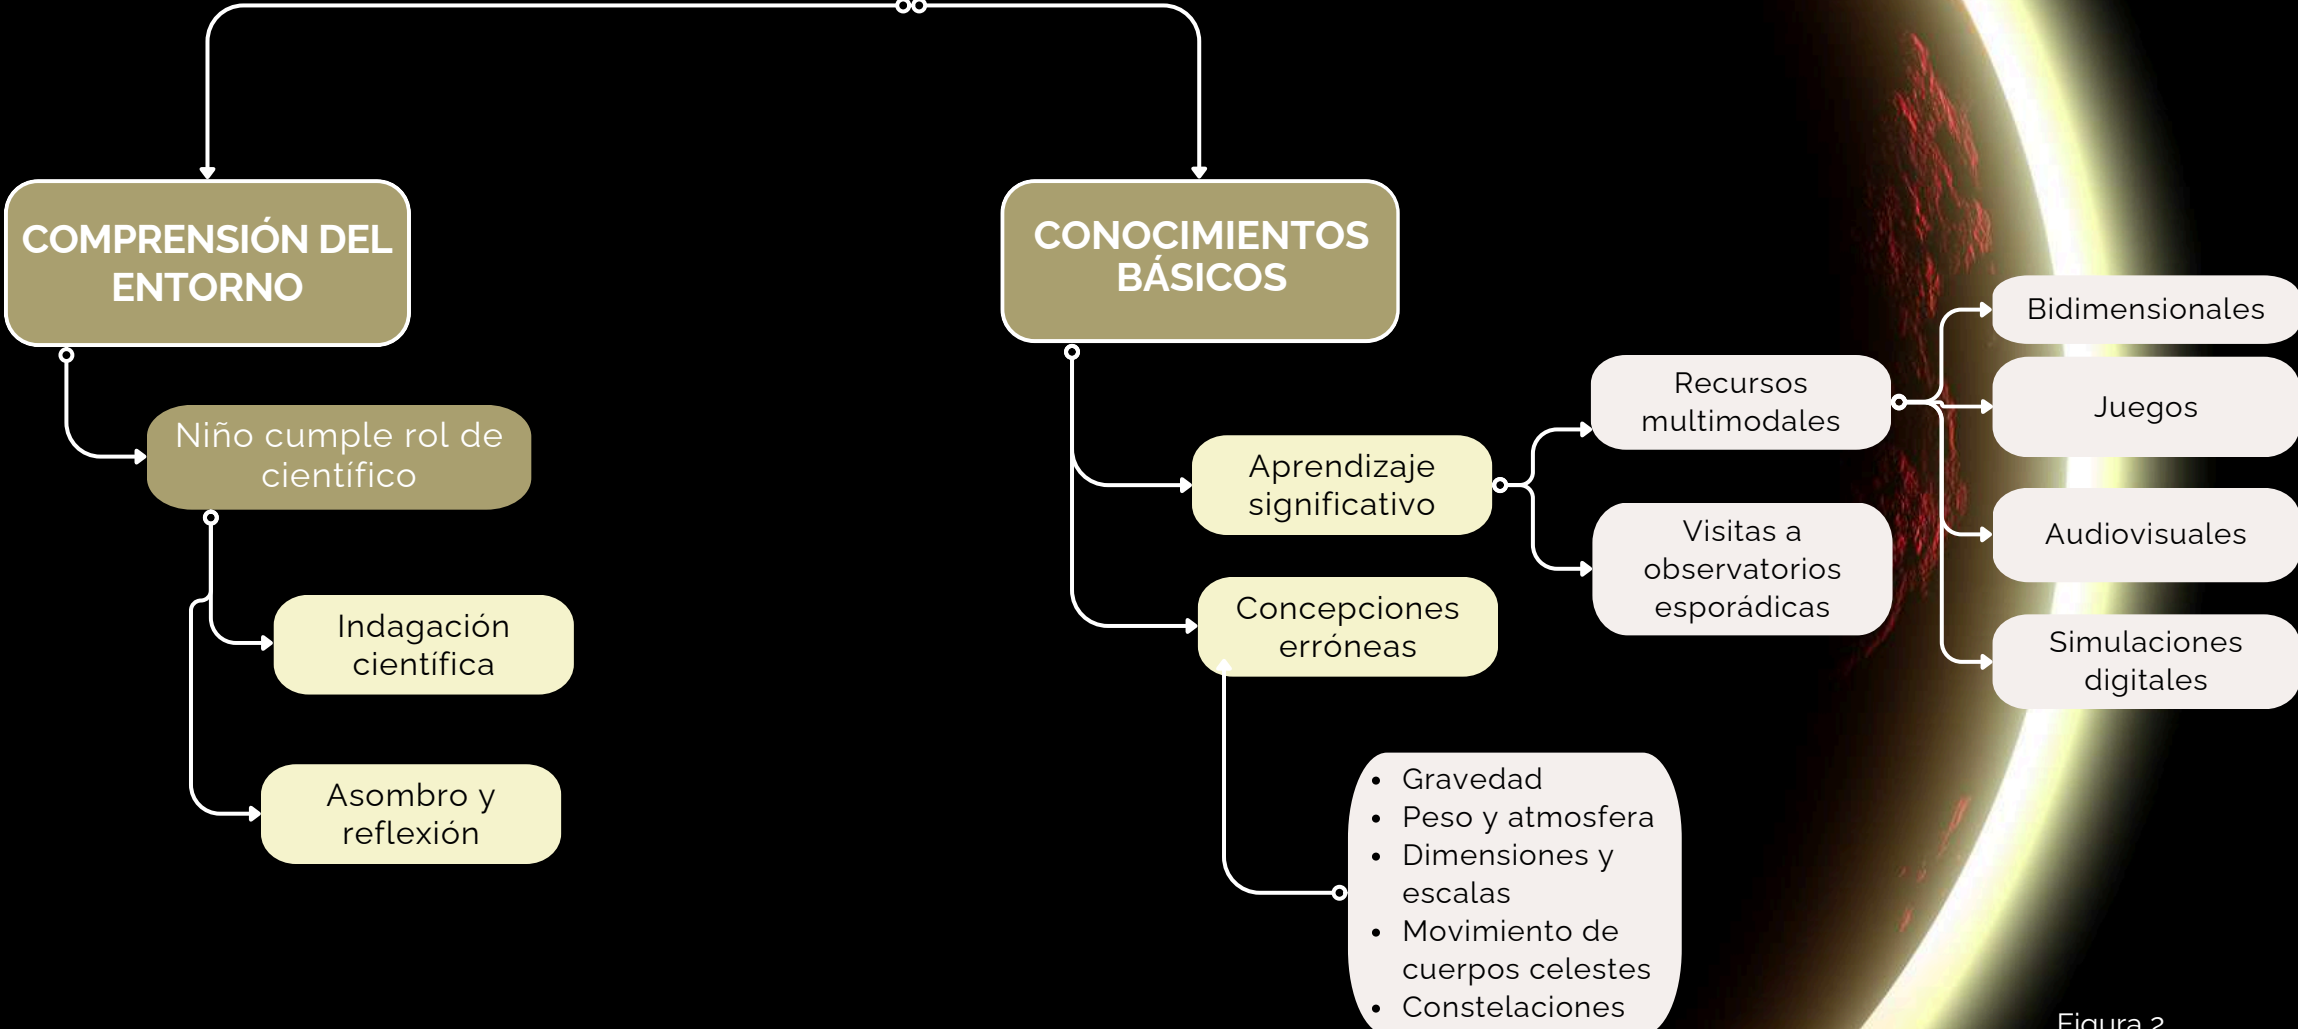 COMPRENSIÓN DEL
ENTORNO
Niño cumple rol de
científico
Indagación
científica
Asombro y
reflexión
CONOCIMIENTOS
BÁSICOS
Aprendizaje
significativo
Concepciones
erróneas
Recursos
multimodales
Visitas a
observatorios
esporádicas
Bidimensionales
Juegos
Audiovisuales
Simulaciones
digitales
• Gravedad
• Peso y atmosfera
• Dimensiones y
escalas
• Movimiento de
cuerpos celestes
• Constelaciones
Figura 2